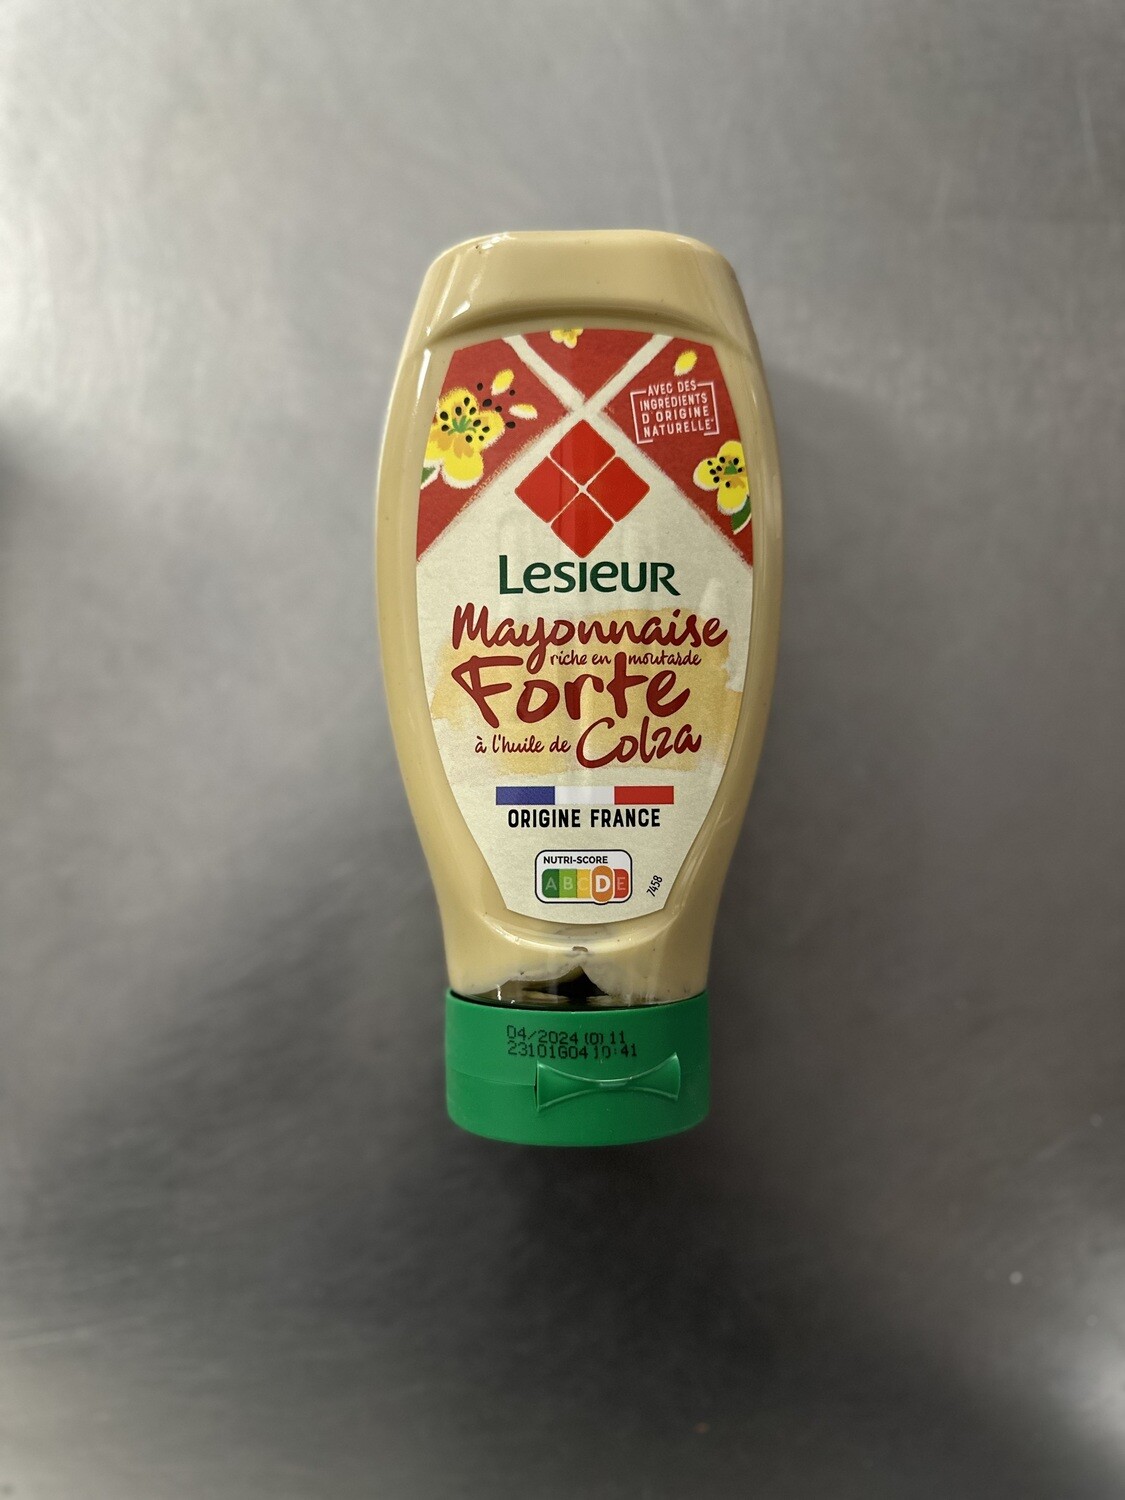 AVEC DES
INGRÉDIENTS
D'ORIGINE
NATURELLE*
LESIEUR
Mayonnaise
riche en moutarde
Forte
à l'huile de Colza
ORIGINE FRANCE
NUTRI-SCORE
A B C D E
7458
04/2024 (0) 11
23101G04 10:41